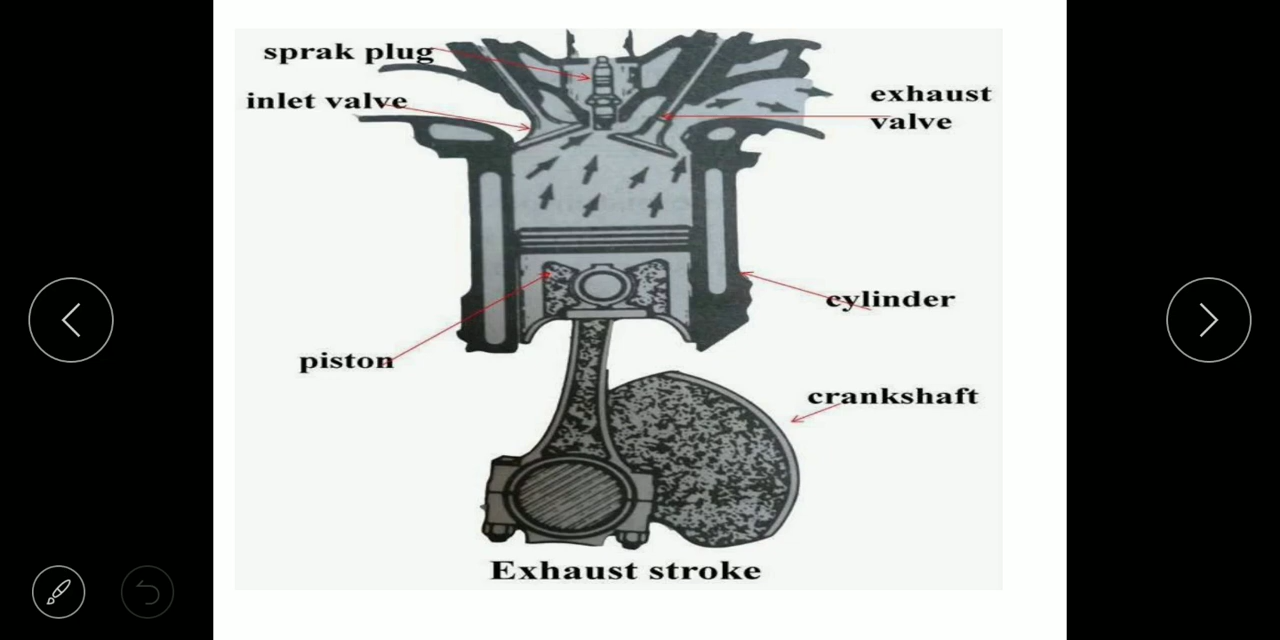 sprak plug
inlet valve
exhaust
valve
cylinder
piston
crankshaft
Exhaust stroke